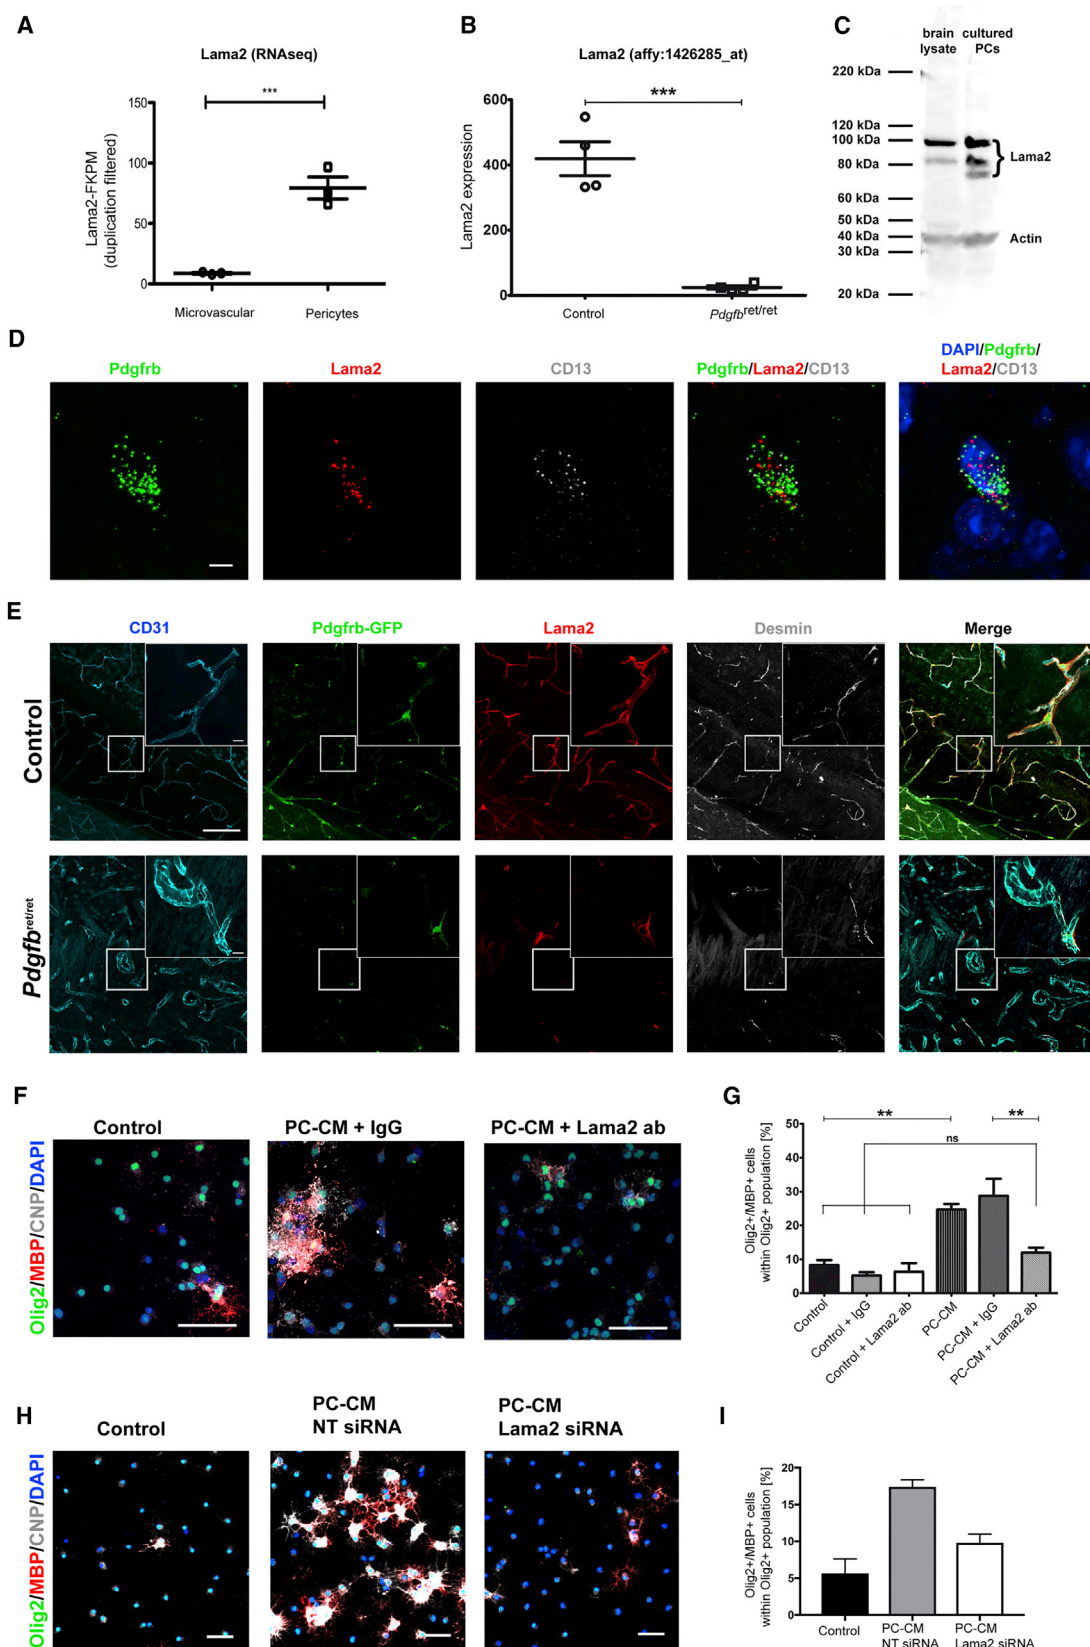 A
Lama2 (RNAseq)
***
Lama2-FKPM
(duplication filtered)
150
100
50
0
Microvascular
Pericytes
B
Lama2 (affy:1426285_at)
***
Lama2 expression
600
400
200
0
Control
Pdgfb ret/ret
C
brain lysate
cultured PCs
220 kDa
120 kDa
100 kDa
80 kDa
60 kDa
50 kDa
40 kDa
30 kDa
20 kDa
Lama2
Actin
D
Pdgfrb
Lama2
CD13
Pdgfrb/Lama2/CD13
DAPI/Pdgfrb/
Lama2/CD13
E
CD31
Pdgfrb-GFP
Lama2
Desmin
Merge
Control
Pdgfb ret/ret
F
Control
PC-CM + IgG
PC-CM + Lama2 ab
Olig2/MBP/CNP/DAPI
G
Olig2+/MBP+ cells
within Olig2+ population [%]
50
40
30
20
10
0
**
**
ns
Control
Control + IgG
Control + Lama2 ab
PC-CM
PC-CM + IgG
PC-CM + Lama2 ab
H
Control
PC-CM
NT siRNA
PC-CM
Lama2 siRNA
Olig2/MBP/CNP/DAPI
I
Olig2+/MBP+ cells
within Olig2+ population [%]
20
15
10
5
0
Control
PC-CM
NT siRNA
PC-CM
Lama2 siRNA